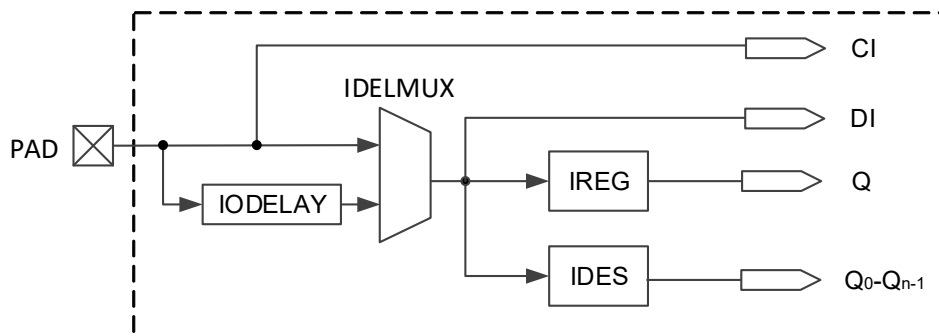 CI
IDELMUX
DI
PAD
IREG
Q
IODELAY
IDES
Q0-Qn-1